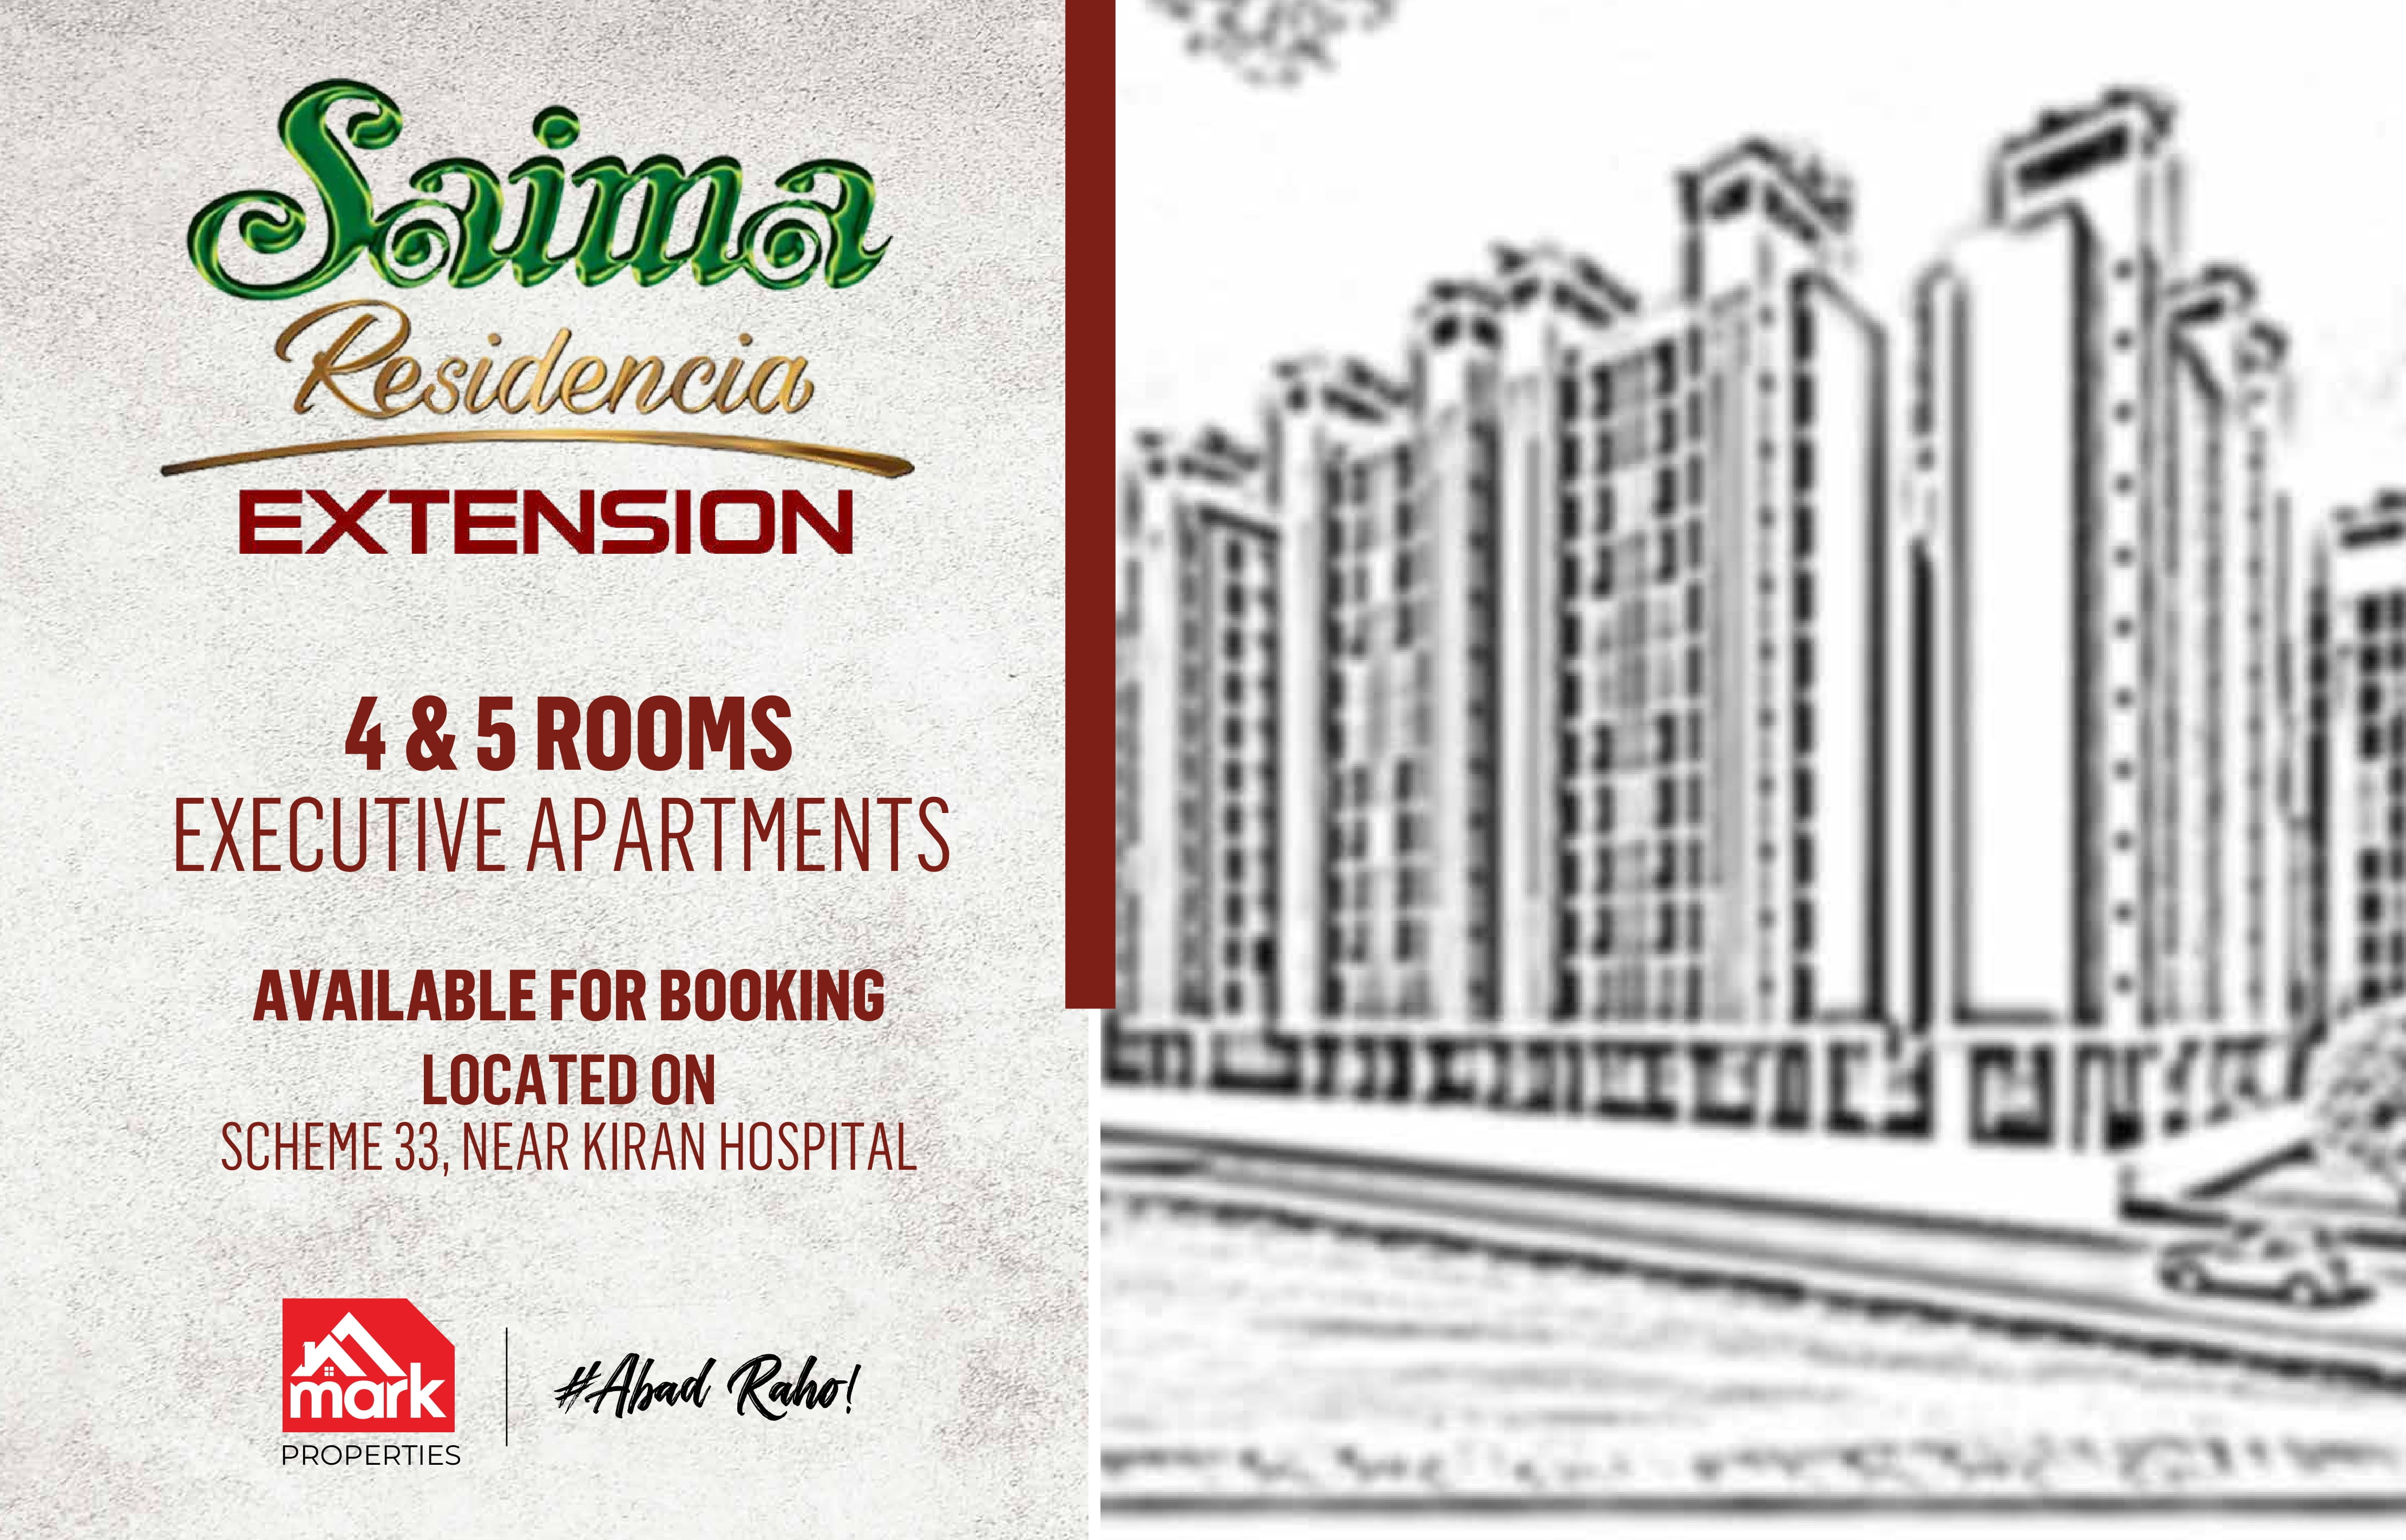 Saima
Residencia
EXTENSION
4 & 5 ROOMS
EXECUTIVE APARTMENTS
AVAILABLE FOR BOOKING
LOCATED ON
SCHEME 33, NEAR KIRAN HOSPITAL
mark
PROPERTIES
#Abad Raho!